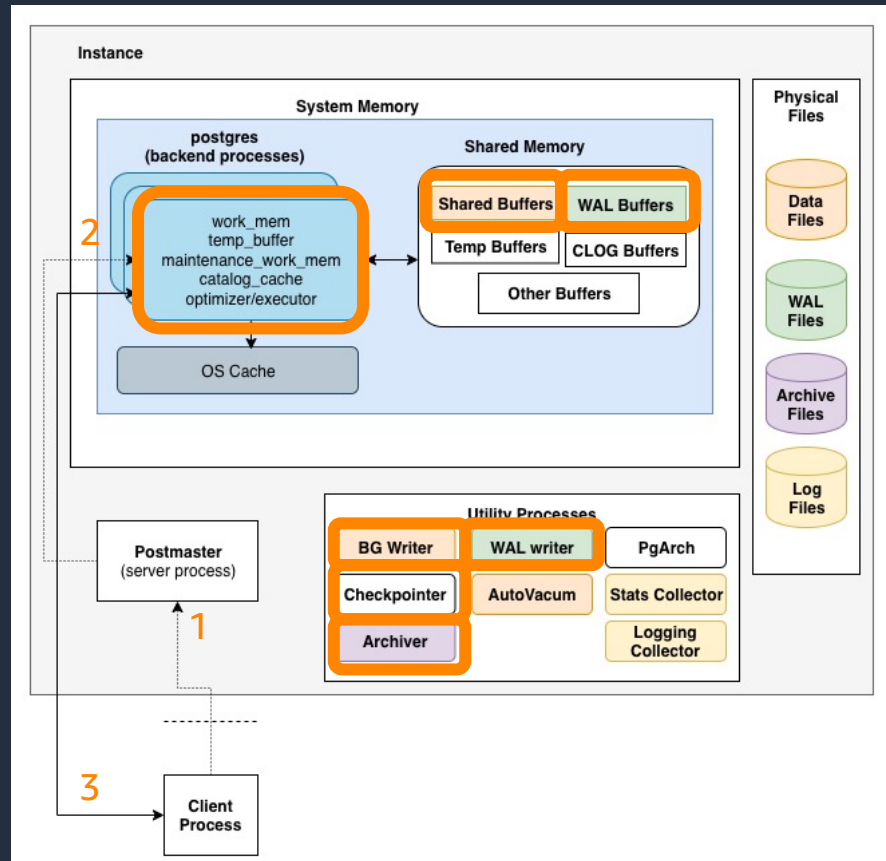 Instance
System Memory
postgres
(backend processes)
work_mem
temp_buffer
maintenance_work_mem
catalog_cache
optimizer/executor
OS Cache
Shared Memory
Shared Buffers
WAL Buffers
Temp Buffers
CLOG Buffers
Other Buffers
Physical
Files
Data
Files
WAL
Files
Archive
Files
Log
Files
2
Postmaster
(server process)
1
Utility Processes
BG Writer
WAL writer
PgArch
Checkpointer
AutoVacum
Stats Collector
Archiver
Logging
Collector
3
Client
Process